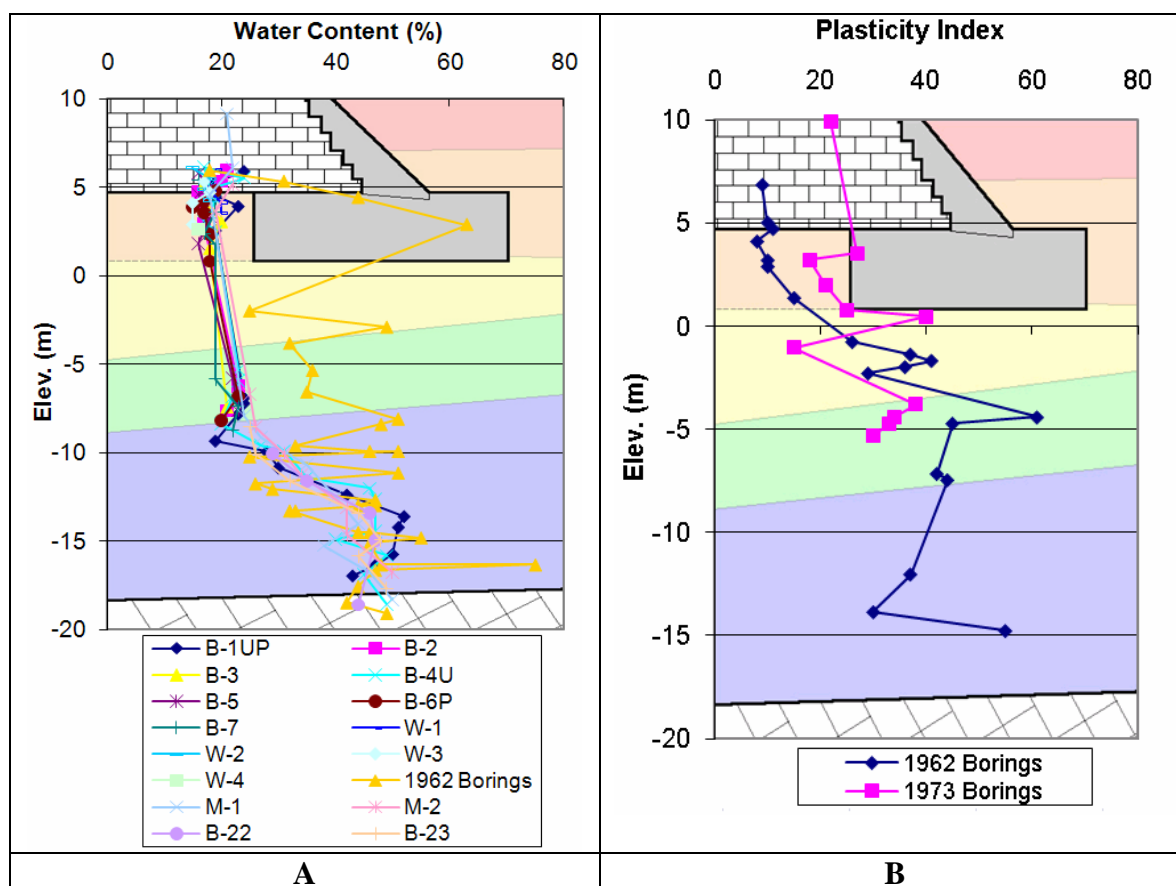 Water Content (%)
0 20 40 60 80
10
5
0
-5
-10
-15
-20
Elev. (m)
B-1UP B-2
B-3 B-4U
B-5 B-6P
B-7 W-1
W-2 W-3
W-4 1962 Borings
M-1 M-2
B-22 B-23
A
Plasticity Index
0 20 40 60 80
10
5
0
-5
-10
-15
-20
Elev. (m)
1962 Borings
1973 Borings
B